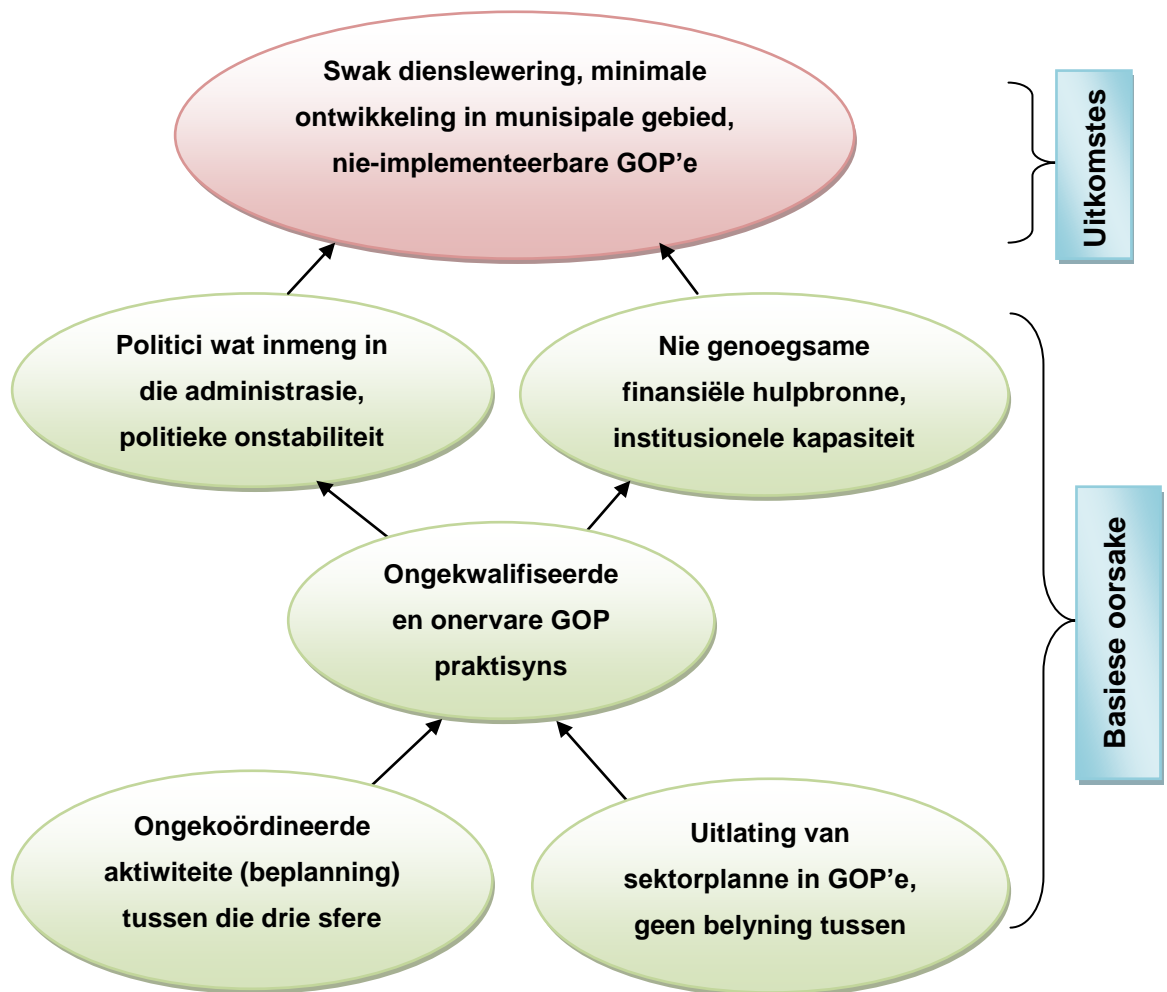 Swak dienslewering, minimale
ontwikkeling in munisipale gebied,
nie-implementeerbare GOP’e
Uitkomstes
Politici wat inmeng in
die administrasie,
politieke onstabiliteit
Nie genoegsame
finansiële hulpbronne,
institusionele kapasiteit
Ongekwalifiseerde
en onervare GOP
praktisyns
Basiese oorsake
Ongekoördineerde
aktiwiteite (beplanning)
tussen die drie sfere
Uitlating van
sektorplanne in GOP’e,
geen belyning tussen